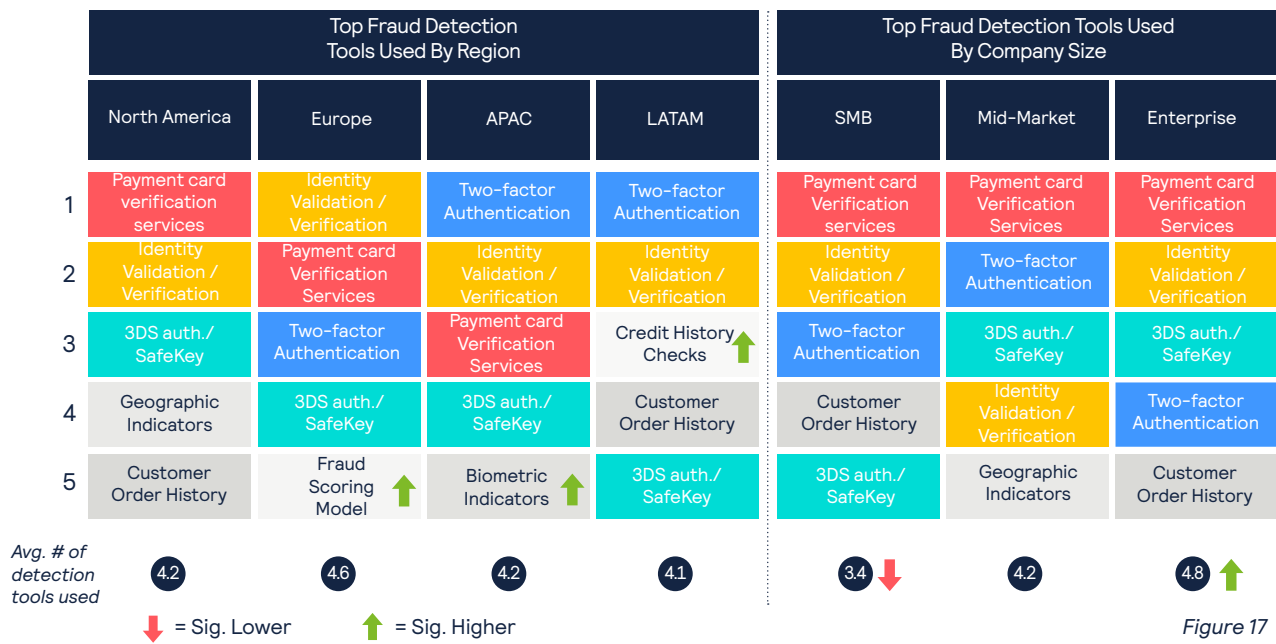 Top Fraud Detection
Tools Used By Region
Top Fraud Detection Tools Used
By Company Size
North America
Europe
APAC
LATAM
SMB
Mid-Market
Enterprise
1
Payment card
verification
services
Identity
Validation /
Verification
Two-factor
Authentication
Two-factor
Authentication
Payment card
Verification
services
Payment card
Verification
Services
Payment card
Verification
Services
2
Identity
Validation /
Verification
Payment card
Verification
Services
Identity
Validation /
Verification
Identity
Validation /
Verification
Identity
Validation /
Verification
Two-factor
Authentication
Identity
Validation /
Verification
3
3DS auth./
SafeKey
Two-factor
Authentication
Payment card
Verification
Services
Credit History
Checks
Two-factor
Authentication
3DS auth./
SafeKey
3DS auth./
SafeKey
4
Geographic
Indicators
3DS auth./
SafeKey
3DS auth./
SafeKey
Customer
Order History
Customer
Order History
Identity
Validation /
Verification
Two-factor
Authentication
5
Customer
Order History
Fraud
Scoring
Model
Biometric
Indicators
3DS auth./
SafeKey
3DS auth./
SafeKey
Geographic
Indicators
Customer
Order History
Avg. # of
detection
tools used
4.2
4.6
4.2
4.1
3.4
4.2
4.8
= Sig. Lower
= Sig. Higher
Figure 17